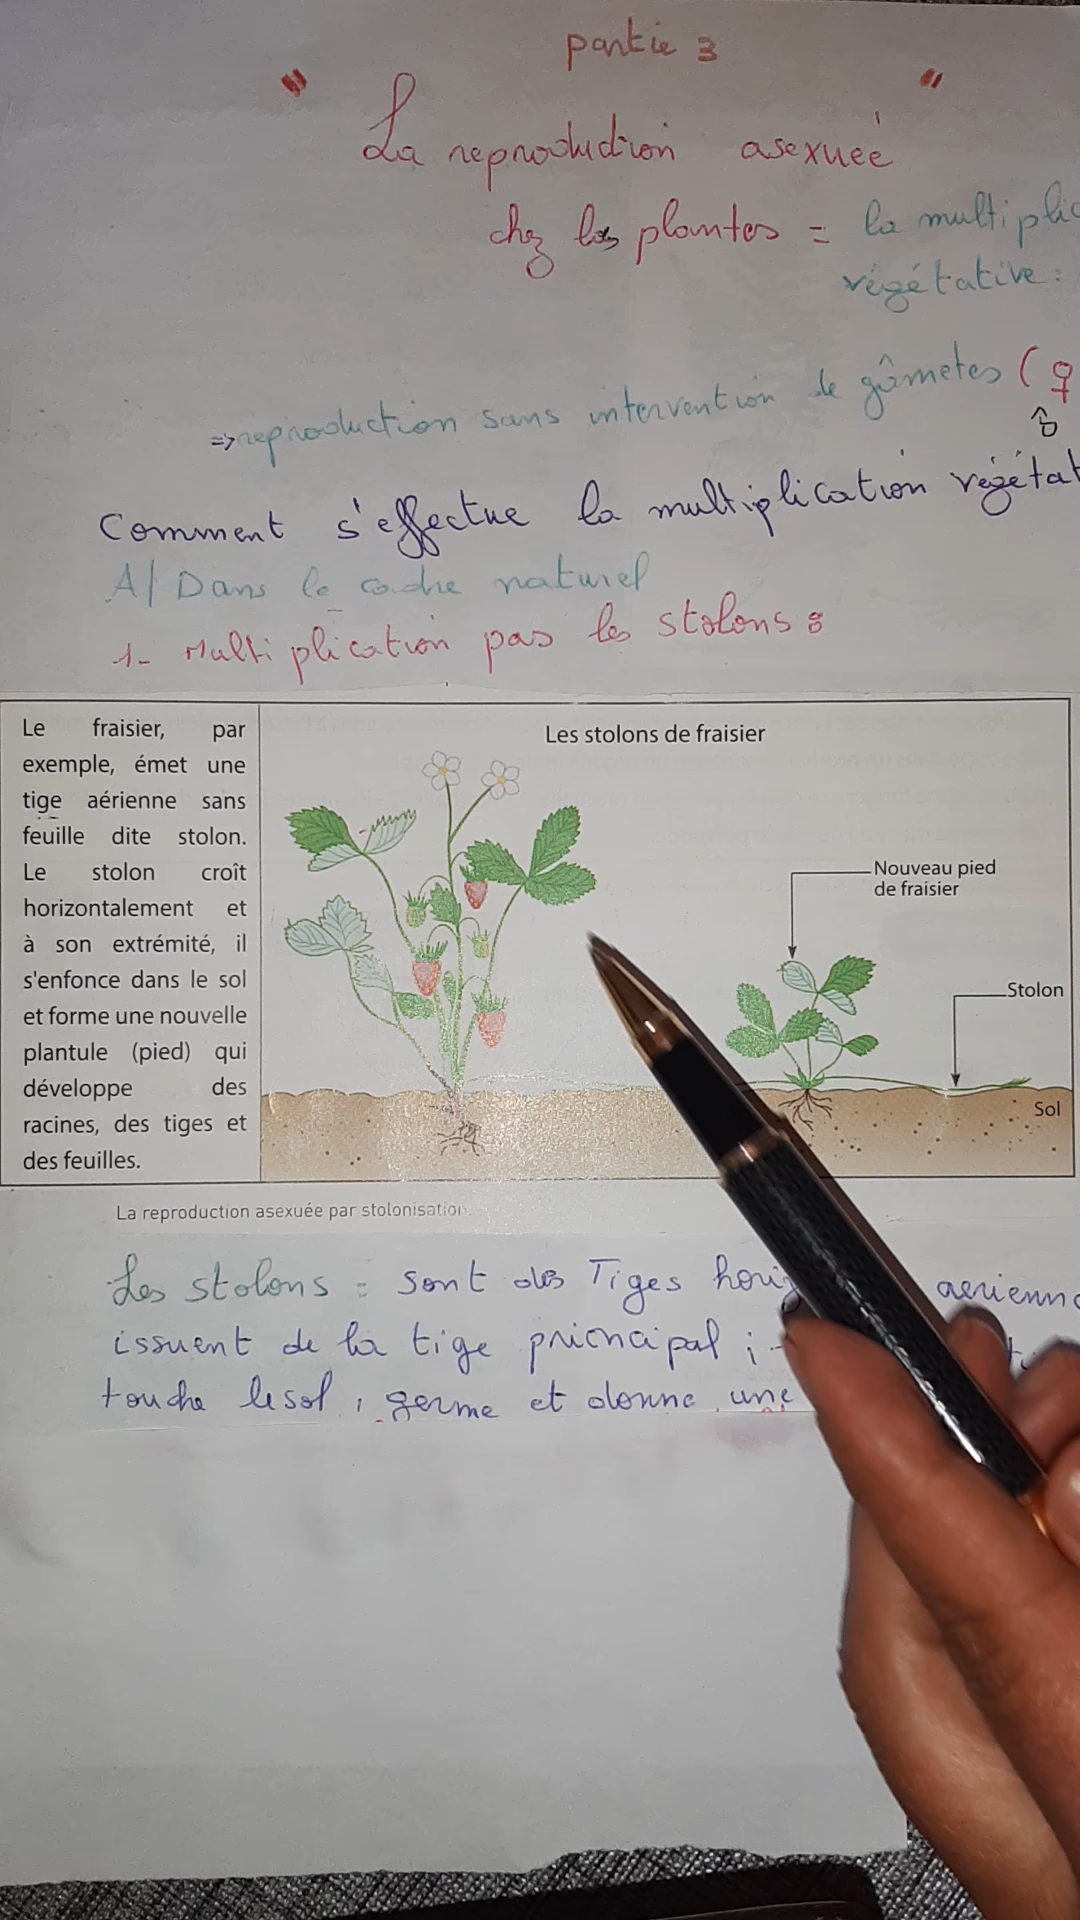 partie 3
" La reproduction asexuée "
chez les plantes = la multiplic
végétative:
=> reproduction sans intervention de gâmetes ( ♀
Comment s'effectue la multiplication végétat
A/ Dans le cadre naturel
1- Multiplication pas les stolons :
Le fraisier, par
exemple, émet une
tige aérienne sans
feuille dite stolon.
Le stolon croît
horizontalement et
à son extrémité, il
s'enfonce dans le sol
et forme une nouvelle
plantule (pied) qui
développe des
racines, des tiges et
des feuilles.
Les stolons de fraisier
Nouveau pied
de fraisier
Stolon
Sol
La reproduction asexuée par stolonisation.
Les stolons = sont des Tiges horiz aerienn
issuent de la tige princnipal ;
touche le sol , germe et donne une